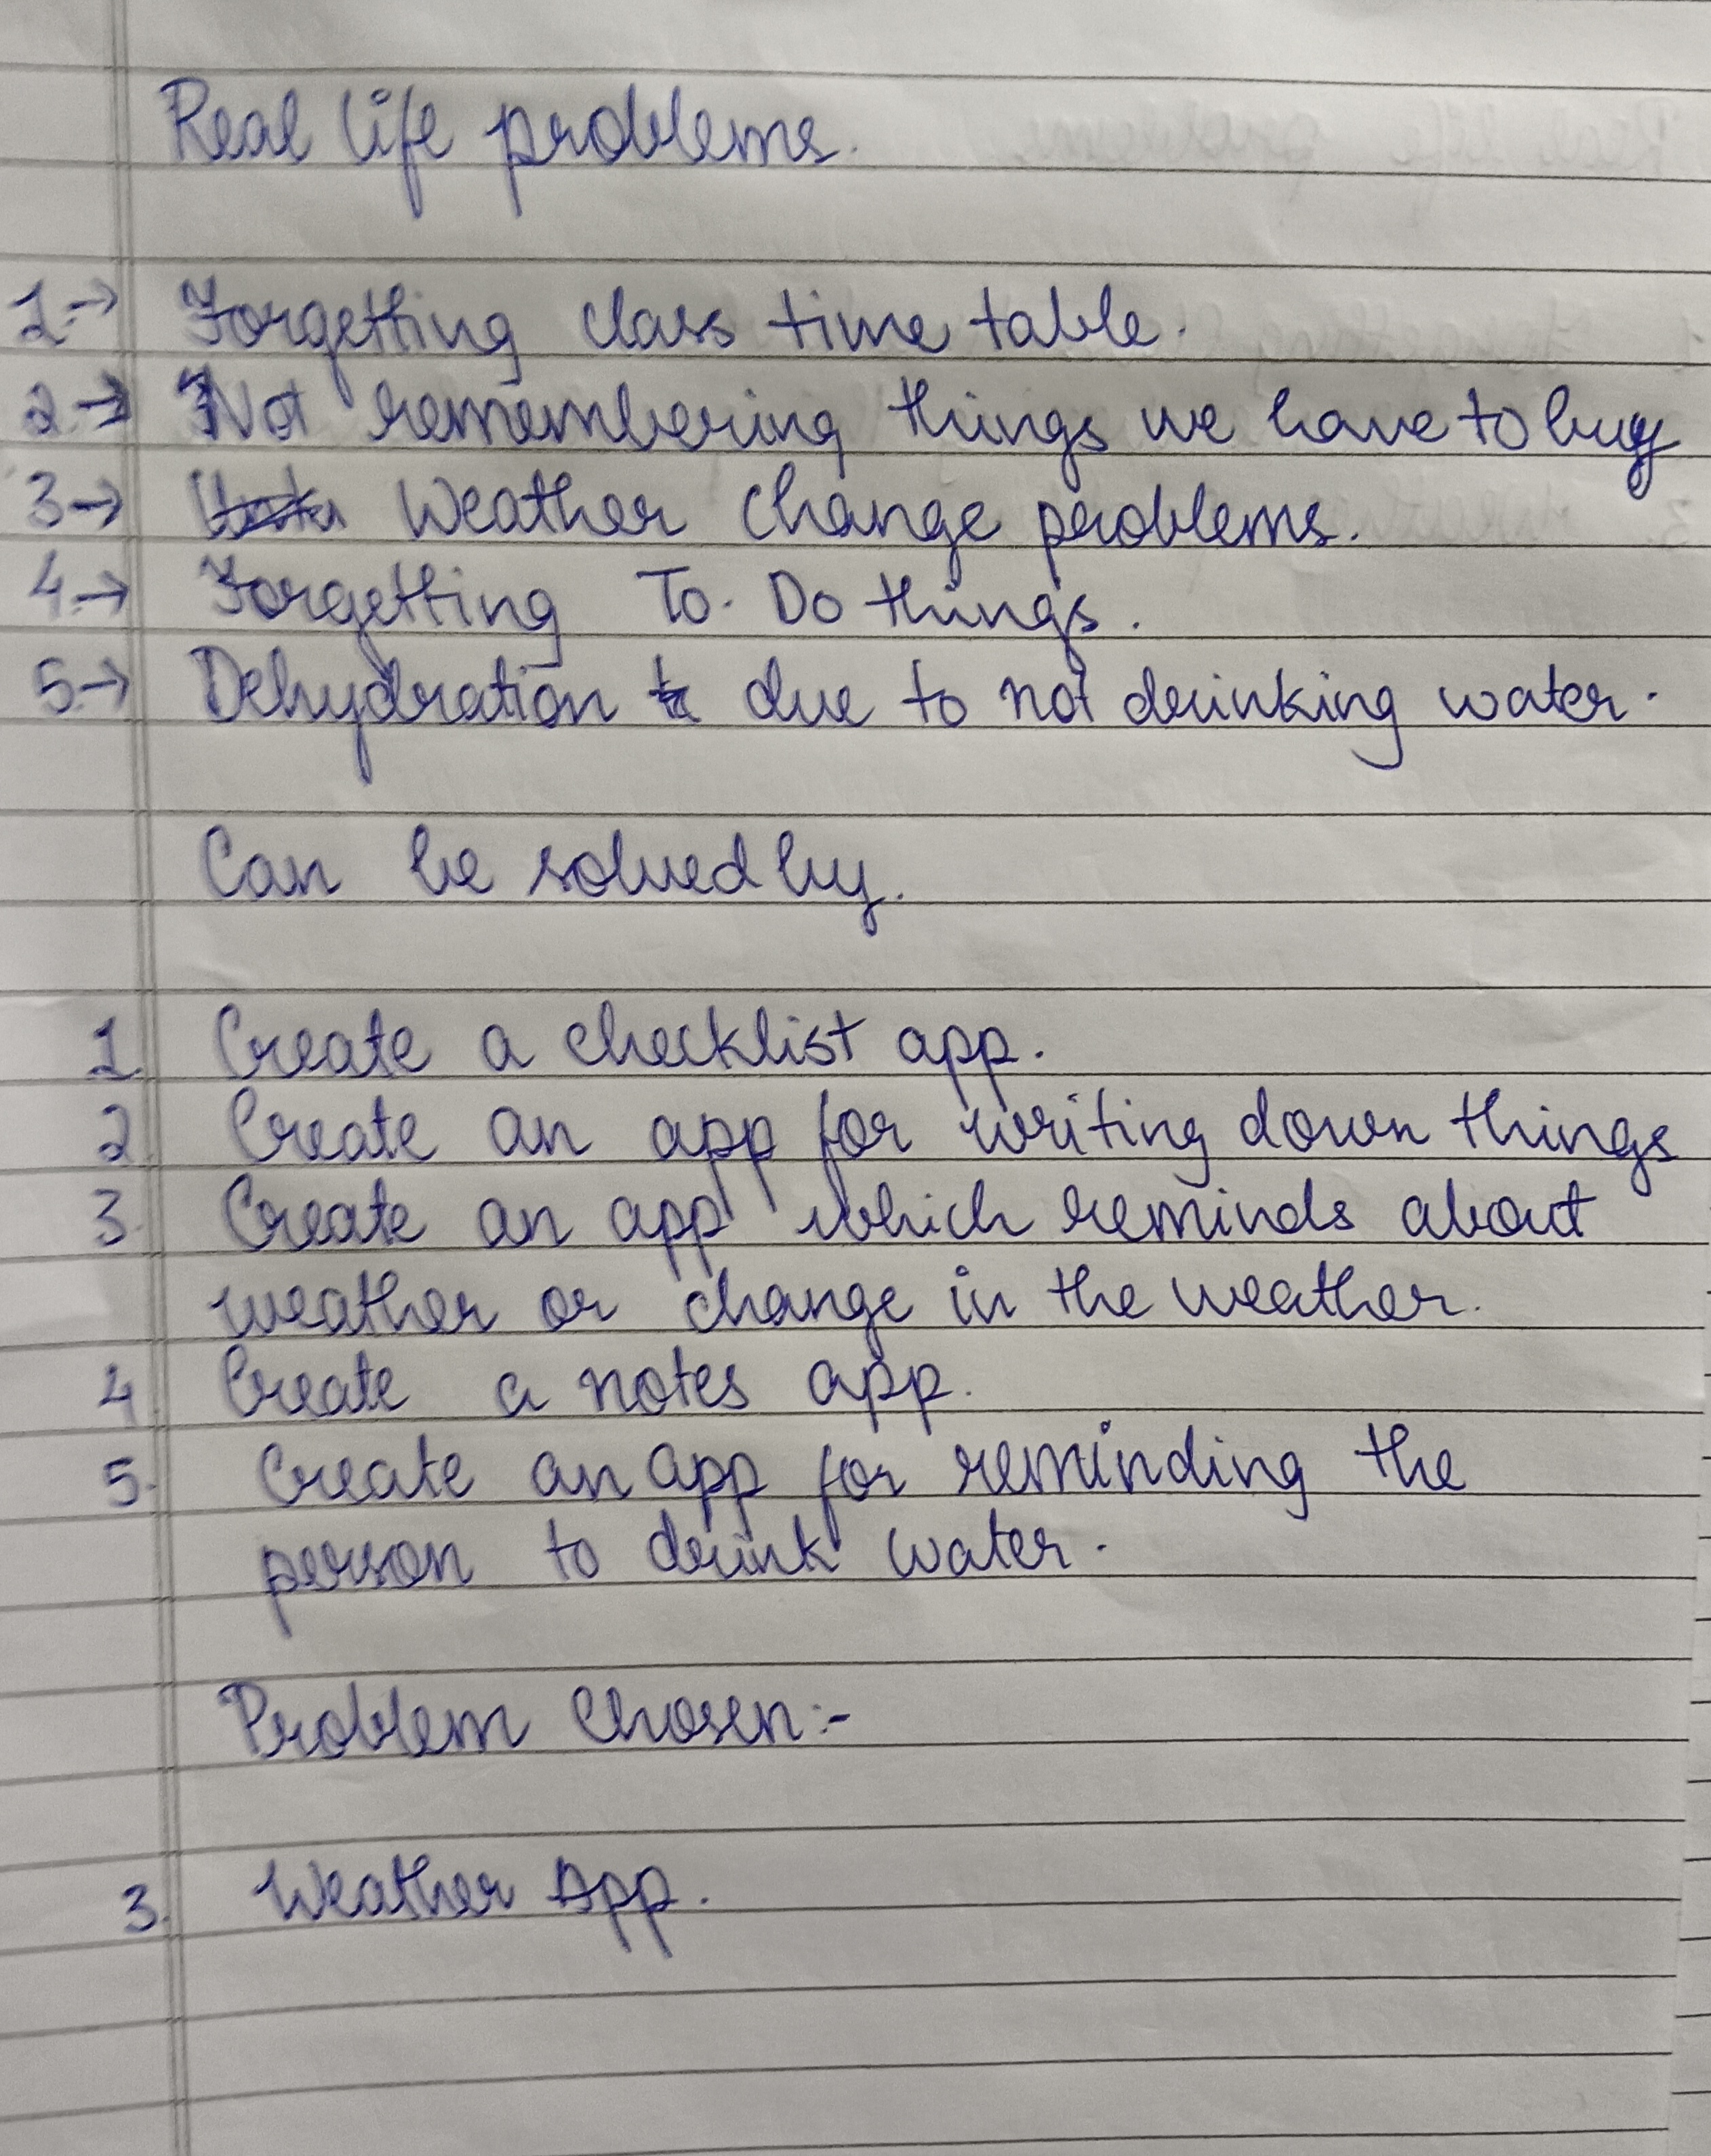 Real life problems.
1.→ Forgetting class time table.
2.→ Not remembering things we have to buy
3→ Weather change problems.
4.→ Forgetting To. Do things.
5.→ Dehydration due to not drinking water.
Can be solved by.
1. Create a checklist app.
2 Create an app for writing down things
3. Create an app which reminds about
weather or change in the weather.
4 Create a notes app.
5. Create an app for reminding the
person to drink water.
Problem Chosen:-
3. Weather App.